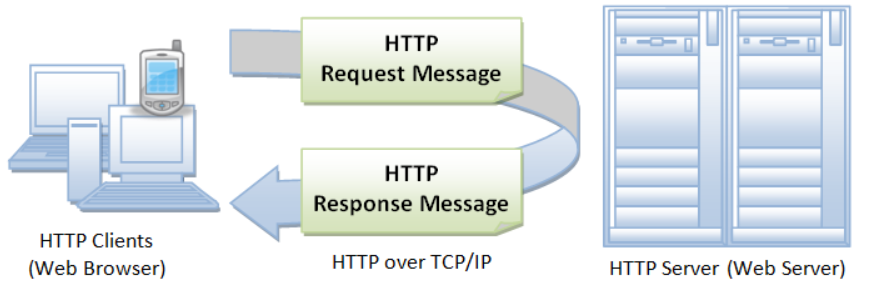 HTTP
Request Message
HTTP
Response Message
HTTP Clients
(Web Browser)
HTTP over TCP/IP
HTTP Server (Web Server)